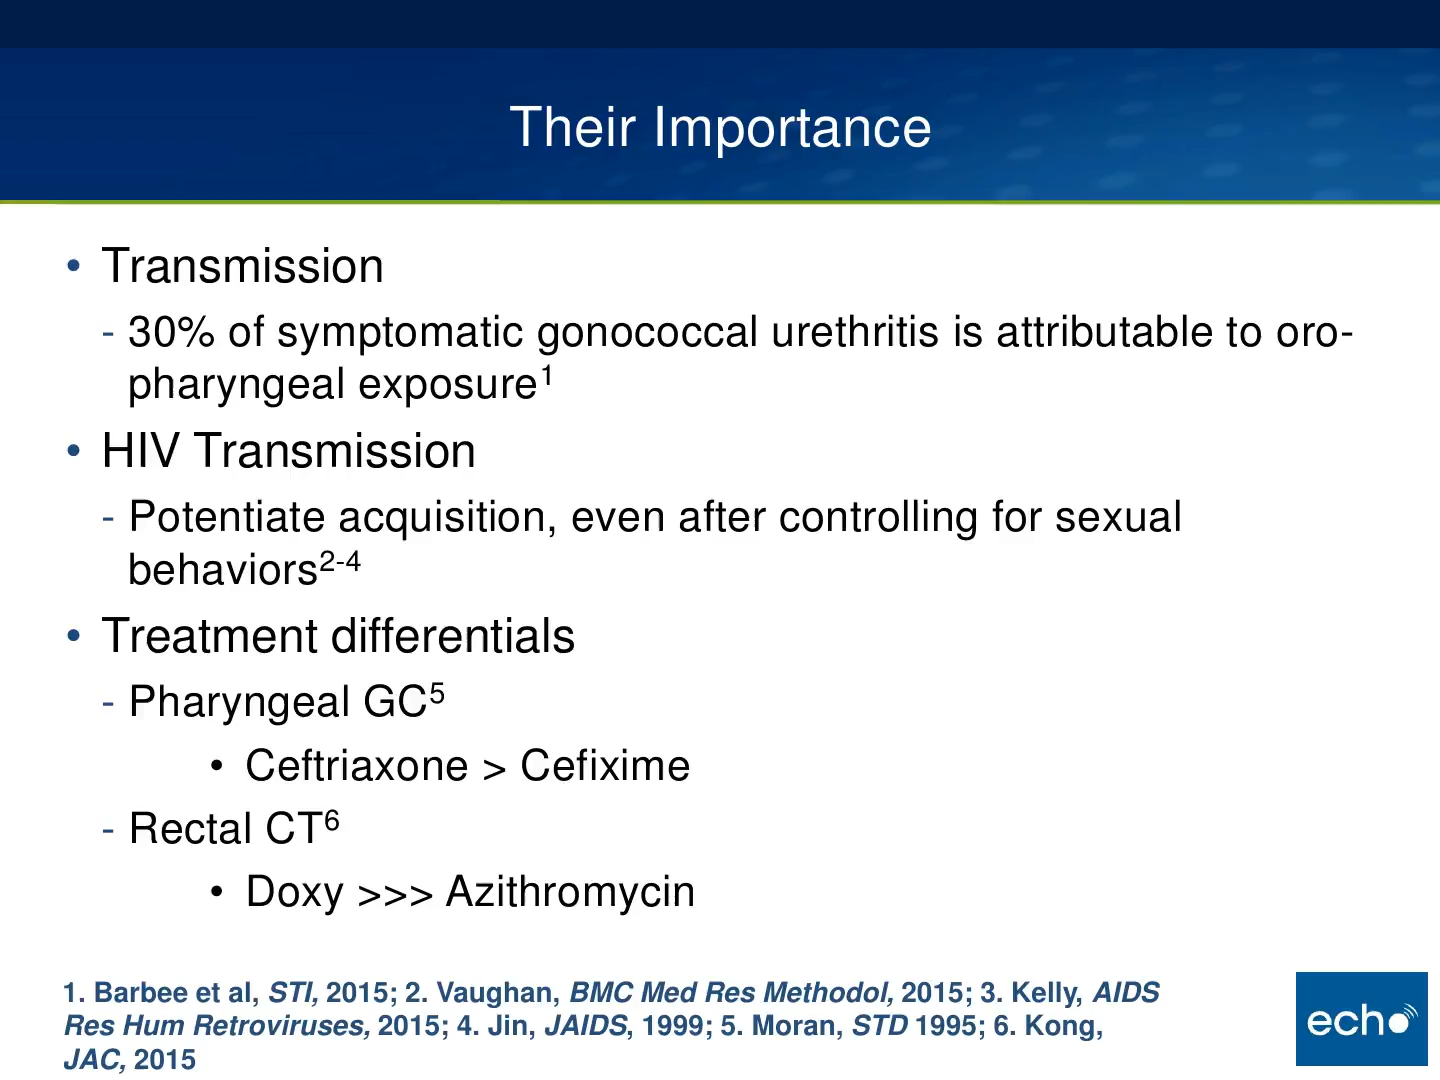 Their Importance
• Transmission
- 30% of symptomatic gonococcal urethritis is attributable to oro-
pharyngeal exposure1
• HIV Transmission
- Potentiate acquisition, even after controlling for sexual
behaviors2-4
• Treatment differentials
- Pharyngeal GC5
• Ceftriaxone > Cefixime
- Rectal CT6
• Doxy >>> Azithromycin
1. Barbee et al, STI, 2015; 2. Vaughan, BMC Med Res Methodol, 2015; 3. Kelly, AIDS
Res Hum Retroviruses, 2015; 4. Jin, JAIDS, 1999; 5. Moran, STD 1995; 6. Kong,
JAC, 2015
echo